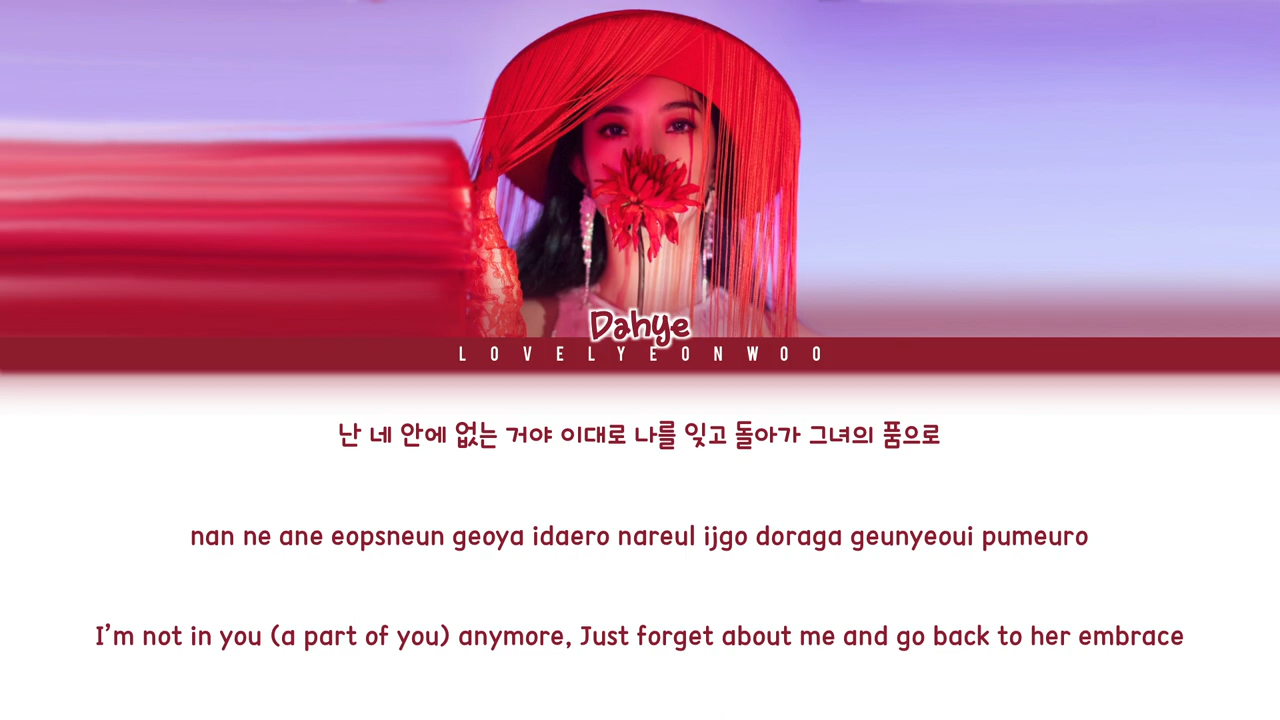 Dahye
LOVELYEONWOO
난 네 안에 없는 거야 이대로 나를 잊고 돌아가 그녀의 품으로
nan ne ane eopsneun geoya idaero nareul ijgo doraga geunyeoui pumeuro
I'm not in you (a part of you) anymore, Just forget about me and go back to her embrace